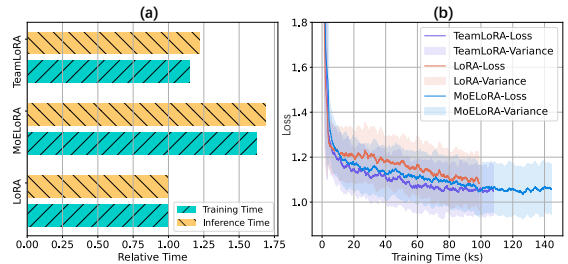 (a)
TeamLoRA
MoELoRA
LoRA
Training Time
Inference Time
0.00 0.25 0.50 0.75 1.00 1.25 1.50 1.75
Relative Time
(b)
TeamLoRA-Loss
TeamLoRA-Variance
LoRA-Loss
LoRA-Variance
MoELoRA-Loss
MoELoRA-Variance
Loss
1.8
1.6
1.4
1.2
1.0
0 20 40 60 80 100 120 140
Training Time (ks)